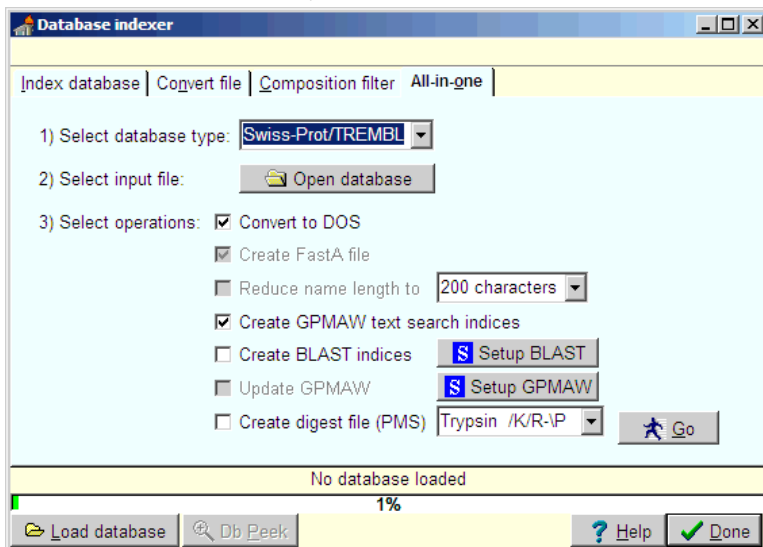 Database indexer
Index database Convert file Composition filter All-in-one
1) Select database type: Swiss-Prot/TREMBL
2) Select input file: Open database
3) Select operations: Convert to DOS
Create FastA file
Reduce name length to 200 characters
Create GPMAW text search indices
Create BLAST indices S Setup BLAST
Update GPMAW S Setup GPMAW
Create digest file (PMS) Trypsin /K/R-\P Go
No database loaded
1%
Load database Db Peek ? Help Done